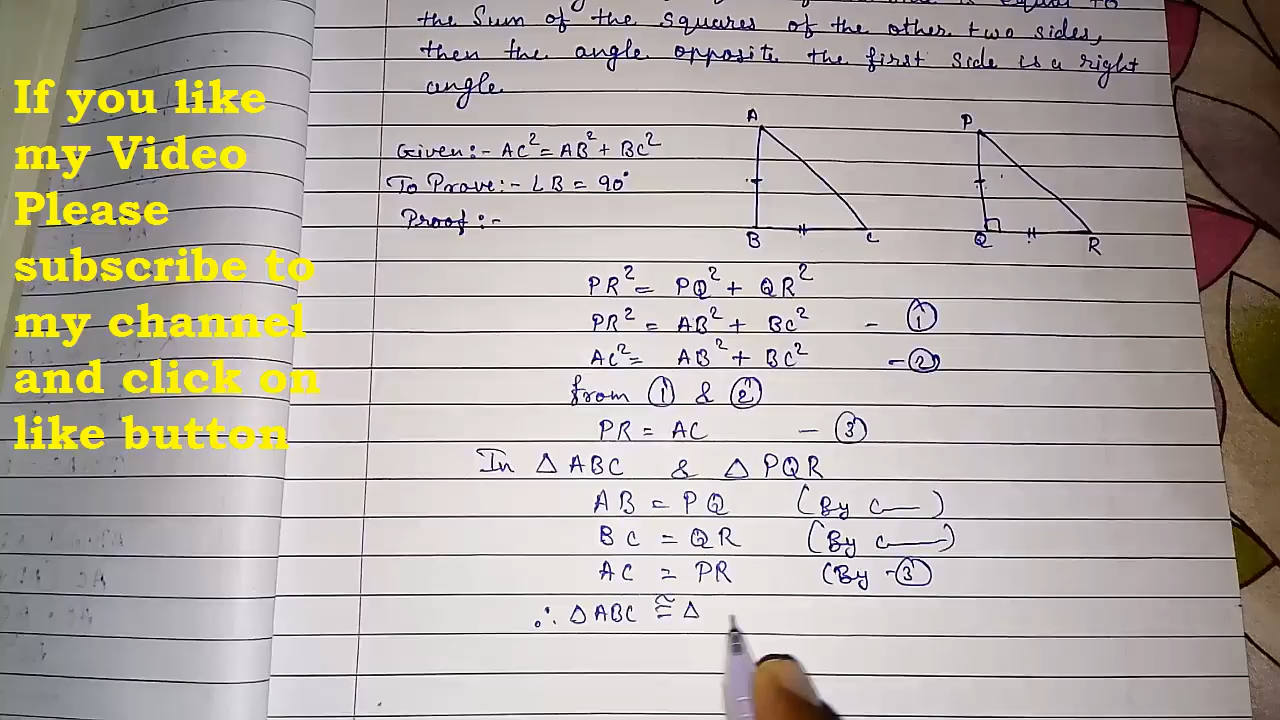 If you like
my Video
Please
subscribe to
my channel
and click on
like button
is equal to
the Sum of the squares of the other two sides,
then the angle opposite the first side is a right
angle.
Given:- AC²=AB²+BC²
To Prove:- ∠B = 90°
Proof:-
A
B
C
P
Q
R
PR² = PQ² + QR²
PR² = AB² + BC² - ①
AC² = AB² + BC² - ②
from ① & ②
PR = AC - ③
In △ ABC & △ PQR
AB = PQ (By C—)
BC = QR (By C—)
AC = PR (By -③)
∴ △ ABC ≅ △